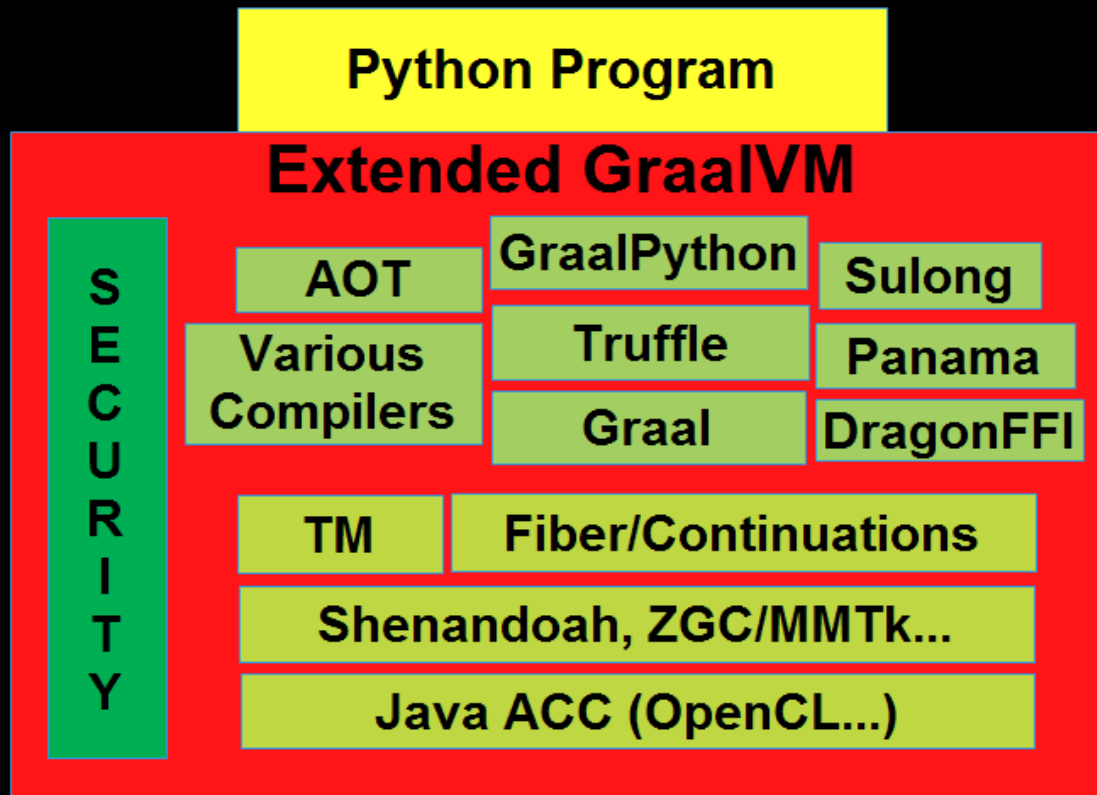 Python Program
Extended GraalVM
SECURITY
AOT
GraalPython
Sulong
Various
Compilers
Truffle
Panama
Graal
DragonFFI
TM
Fiber/Continuations
Shenandoah, ZGC/MMTk...
Java ACC (OpenCL...)